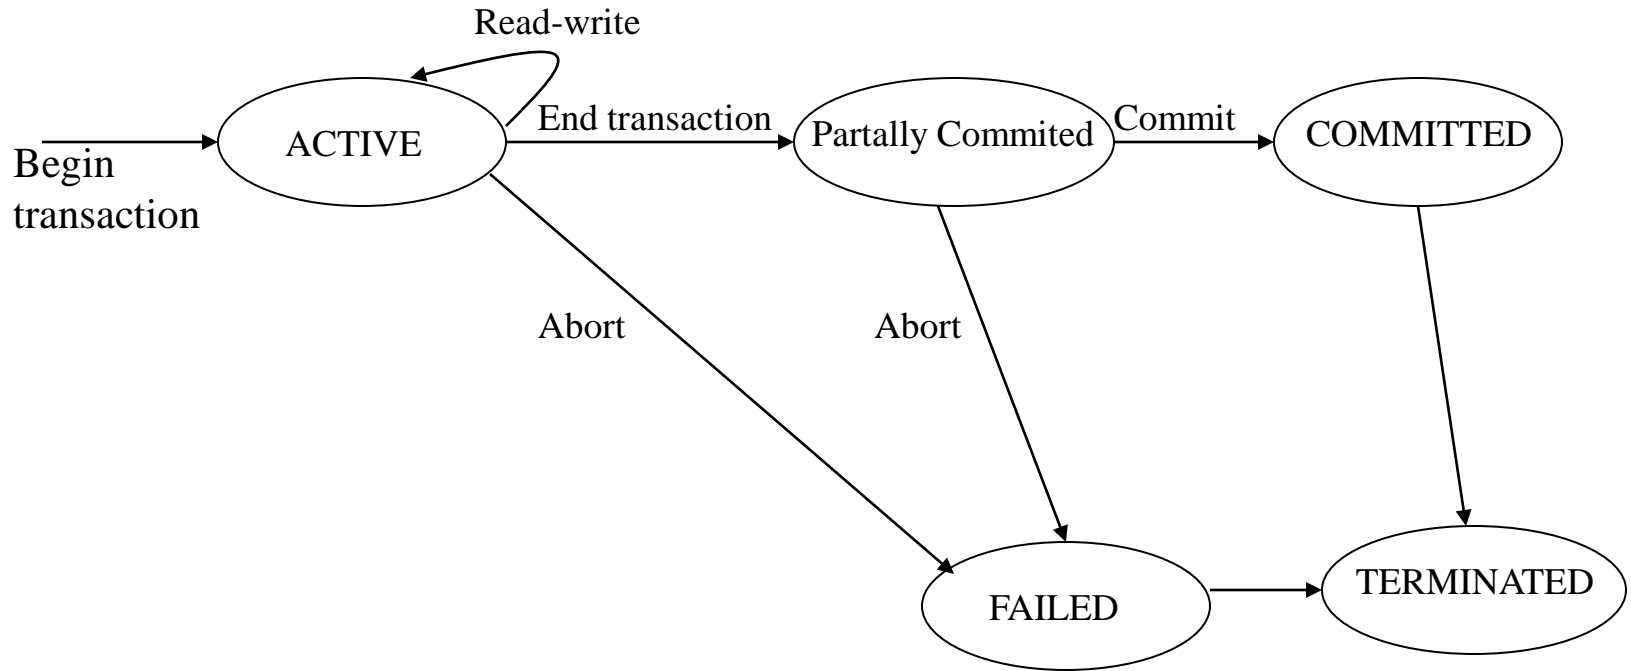 Read-write
End transaction
Commit
ACTIVE
Partally Commited
COMMITTED
Begin
transaction
Abort
Abort
FAILED
TERMINATED